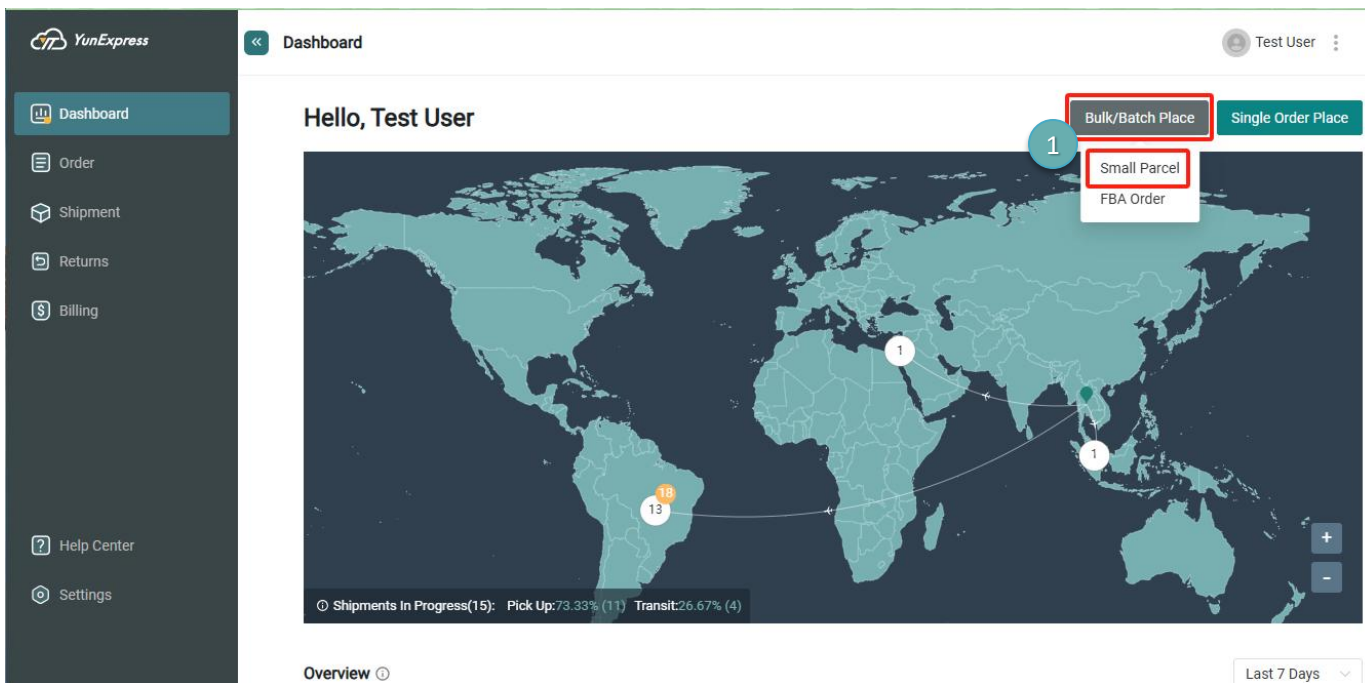 YunExpress
«
Dashboard
Test User
Dashboard
Order
Shipment
Returns
Billing
Help Center
Settings
Hello, Test User
Bulk/Batch Place
Single Order Place
1
Small Parcel
FBA Order
1
1
18
13
+
-
Shipments In Progress(15): Pick Up:73.33% (11) Transit:26.67% (4)
Overview
Last 7 Days